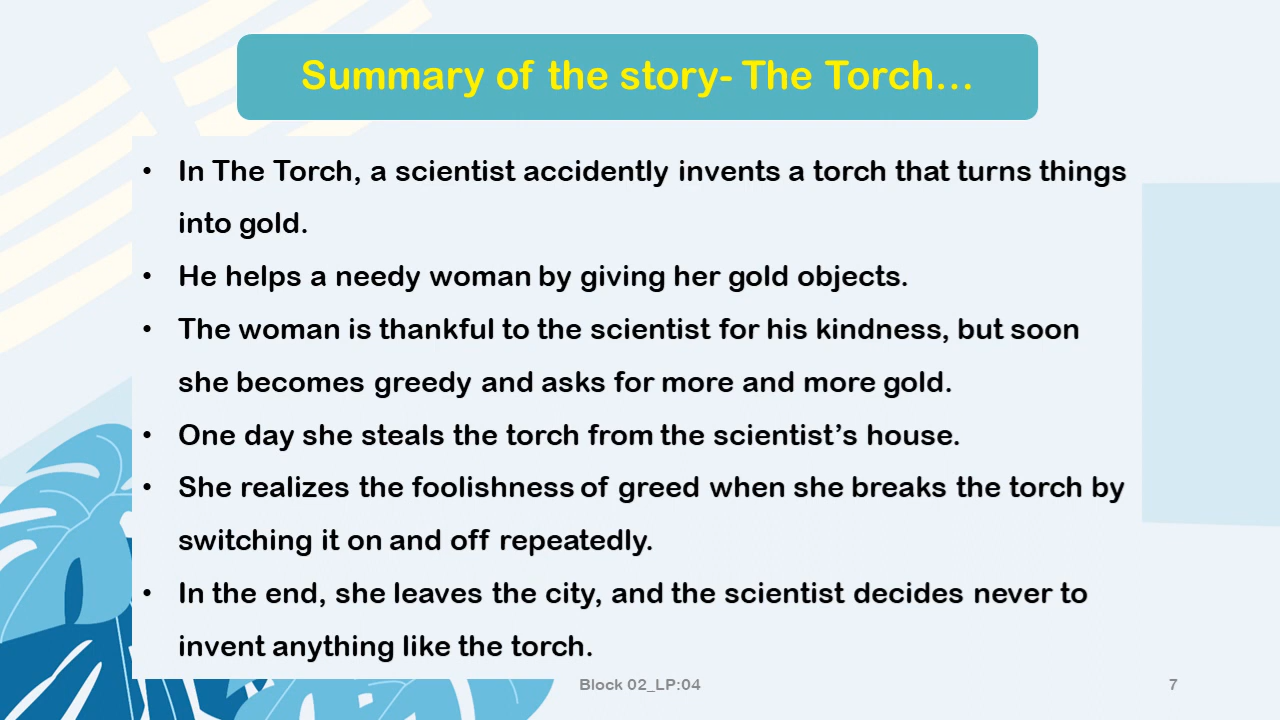 Summary of the story- The Torch...
• In The Torch, a scientist accidently invents a torch that turns things
into gold.
• He helps a needy woman by giving her gold objects.
• The woman is thankful to the scientist for his kindness, but soon
she becomes greedy and asks for more and more gold.
• One day she steals the torch from the scientist’s house.
• She realizes the foolishness of greed when she breaks the torch by
switching it on and off repeatedly.
• In the end, she leaves the city, and the scientist decides never to
invent anything like the torch.
Block 02_LP:04
7